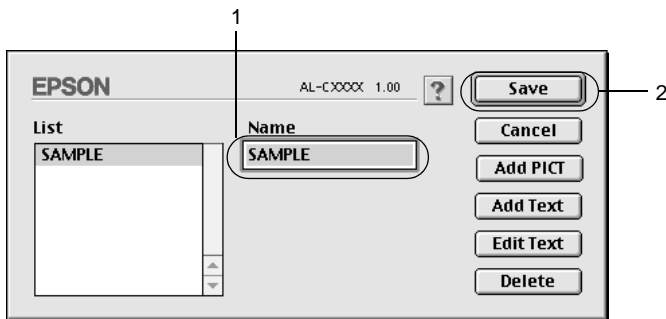 1
EPSON
AL-CXXXX 1.00
?
Save
2
List
Name
Cancel
SAMPLE
SAMPLE
Add PICT
Add Text
Edit Text
Delete